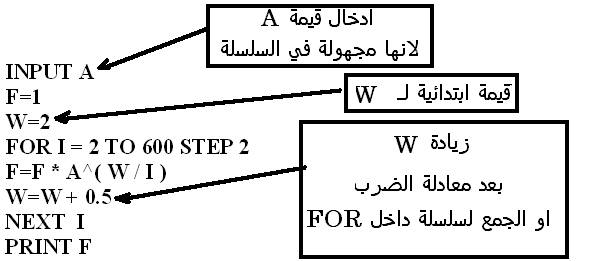 ادخال قيمة A
لانها مجهولة في السلسلة
INPUT A
F=1
قيمة ابتدائية لـ W
W=2
FOR I = 2 TO 600 STEP 2
F=F * A^( W / I )
W=W + 0.5
NEXT I
PRINT F
زيادة W
بعد معادلة الضرب
او الجمع لسلسلة داخل FOR